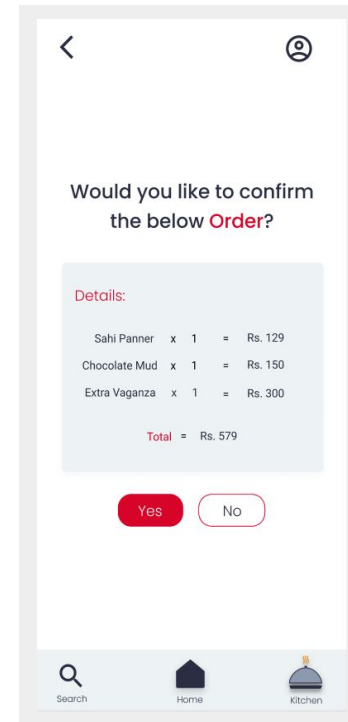 Would you like to confirm
the below Order?
Details:
Sahi Panner x 1 = Rs. 129
Chocolate Mud x 1 = Rs. 150
Extra Vaganza x 1 = Rs. 300
Total = Rs. 579
Yes No
Search Home Kitchen